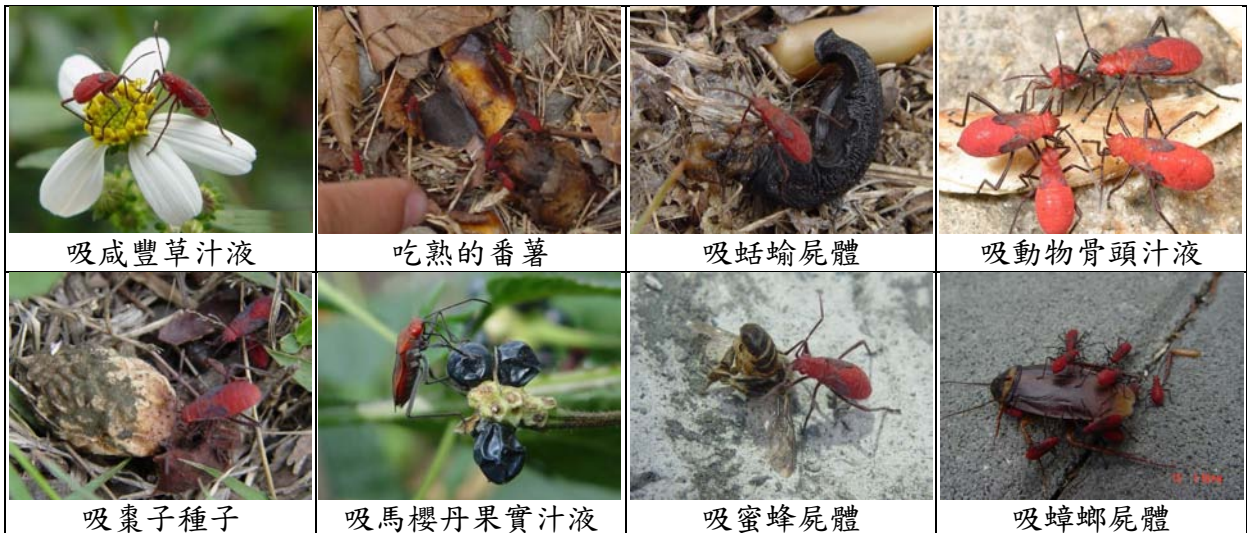 吸咸豐草汁液
吃熟的番薯
吸蛞蝓屍體
吸動物骨頭汁液
吸棗子種子
吸馬櫻丹果實汁液
吸蜜蜂屍體
吸蟑螂屍體